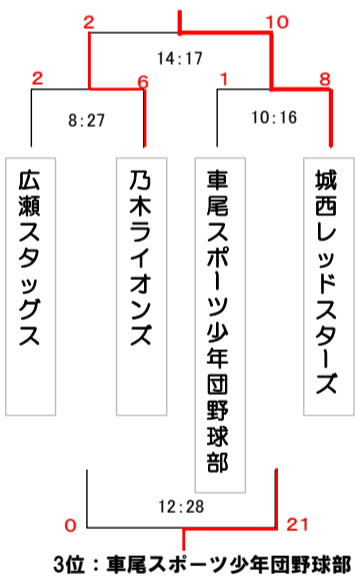 2 10
14:17
2 6 1 8
8:27 10:16
広瀬スタッグス
乃木ライオンズ
車尾スポーツ少年団野球部
城西レッドスターズ
12:28
0 21
3位：車尾スポーツ少年団野球部